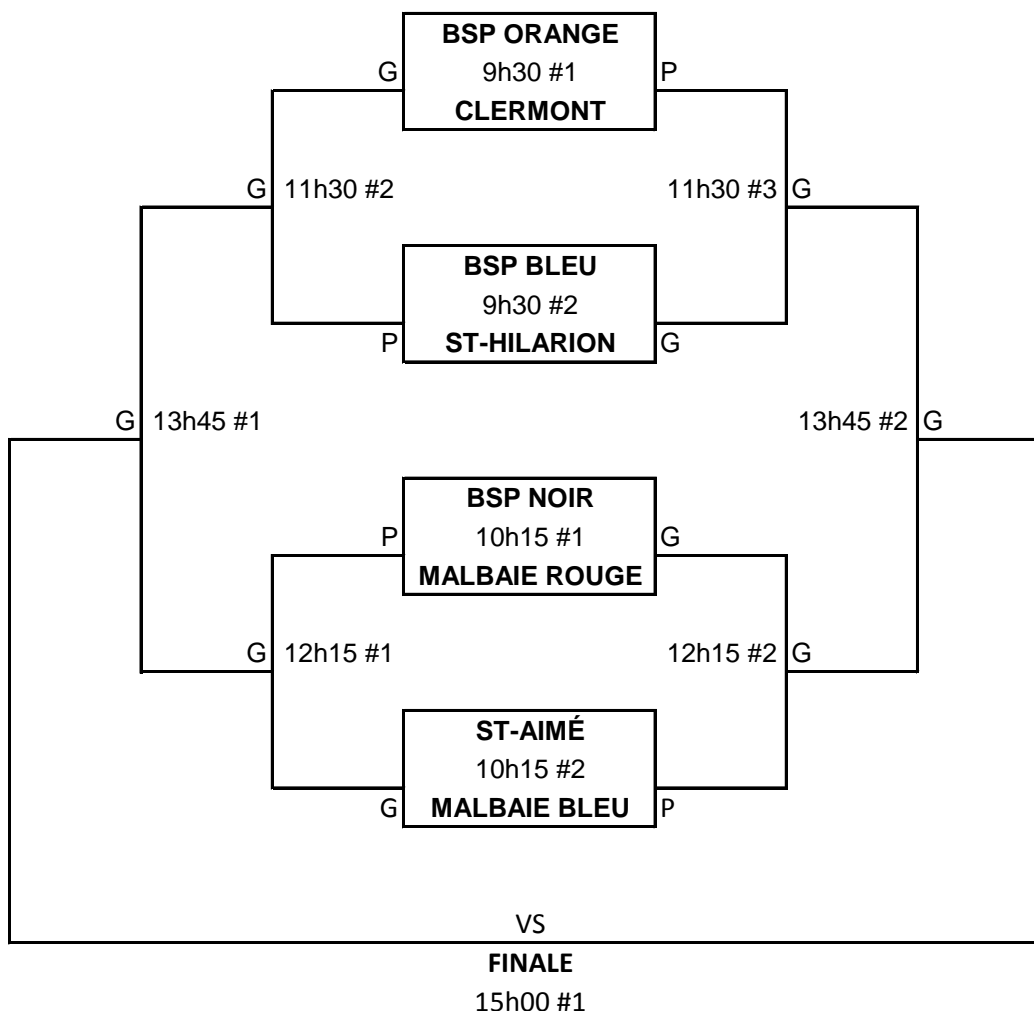 BSP ORANGE
G 9h30 #1 P
CLERMONT
G 11h30 #2 11h30 #3 G
BSP BLEU
9h30 #2
P ST-HILARION G
G 13h45 #1 13h45 #2 G
BSP NOIR
P 10h15 #1 G
MALBAIE ROUGE
G 12h15 #1 12h15 #2 G
ST-AIMÉ
10h15 #2
G MALBAIE BLEU P
VS
FINALE
15h00 #1